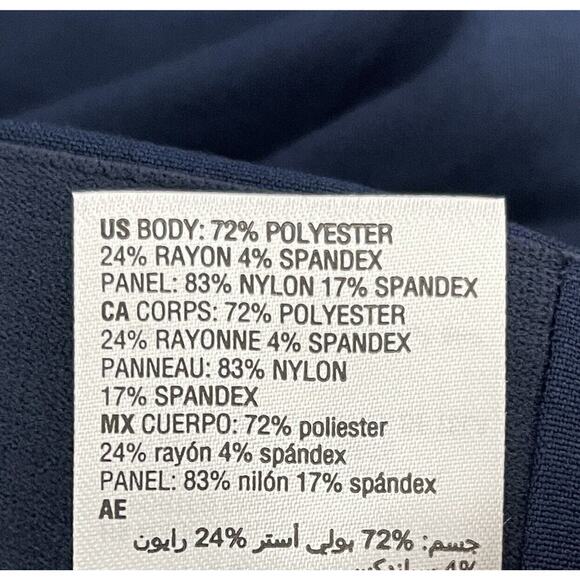 US BODY: 72% POLYESTER
24% RAYON 4% SPANDEX
PANEL: 83% NYLON 17% SPANDEX
CA CORPS: 72% POLYESTER
24% RAYONNE 4% SPANDEX
PANNEAU: 83% NYLON
17% SPANDEX
MX CUERPO: 72% poliester
24% rayón 4% spándex
PANEL: 83% nilón 17% spándex
AE
جسم: 72% بولي أستر 24% رايون
4%